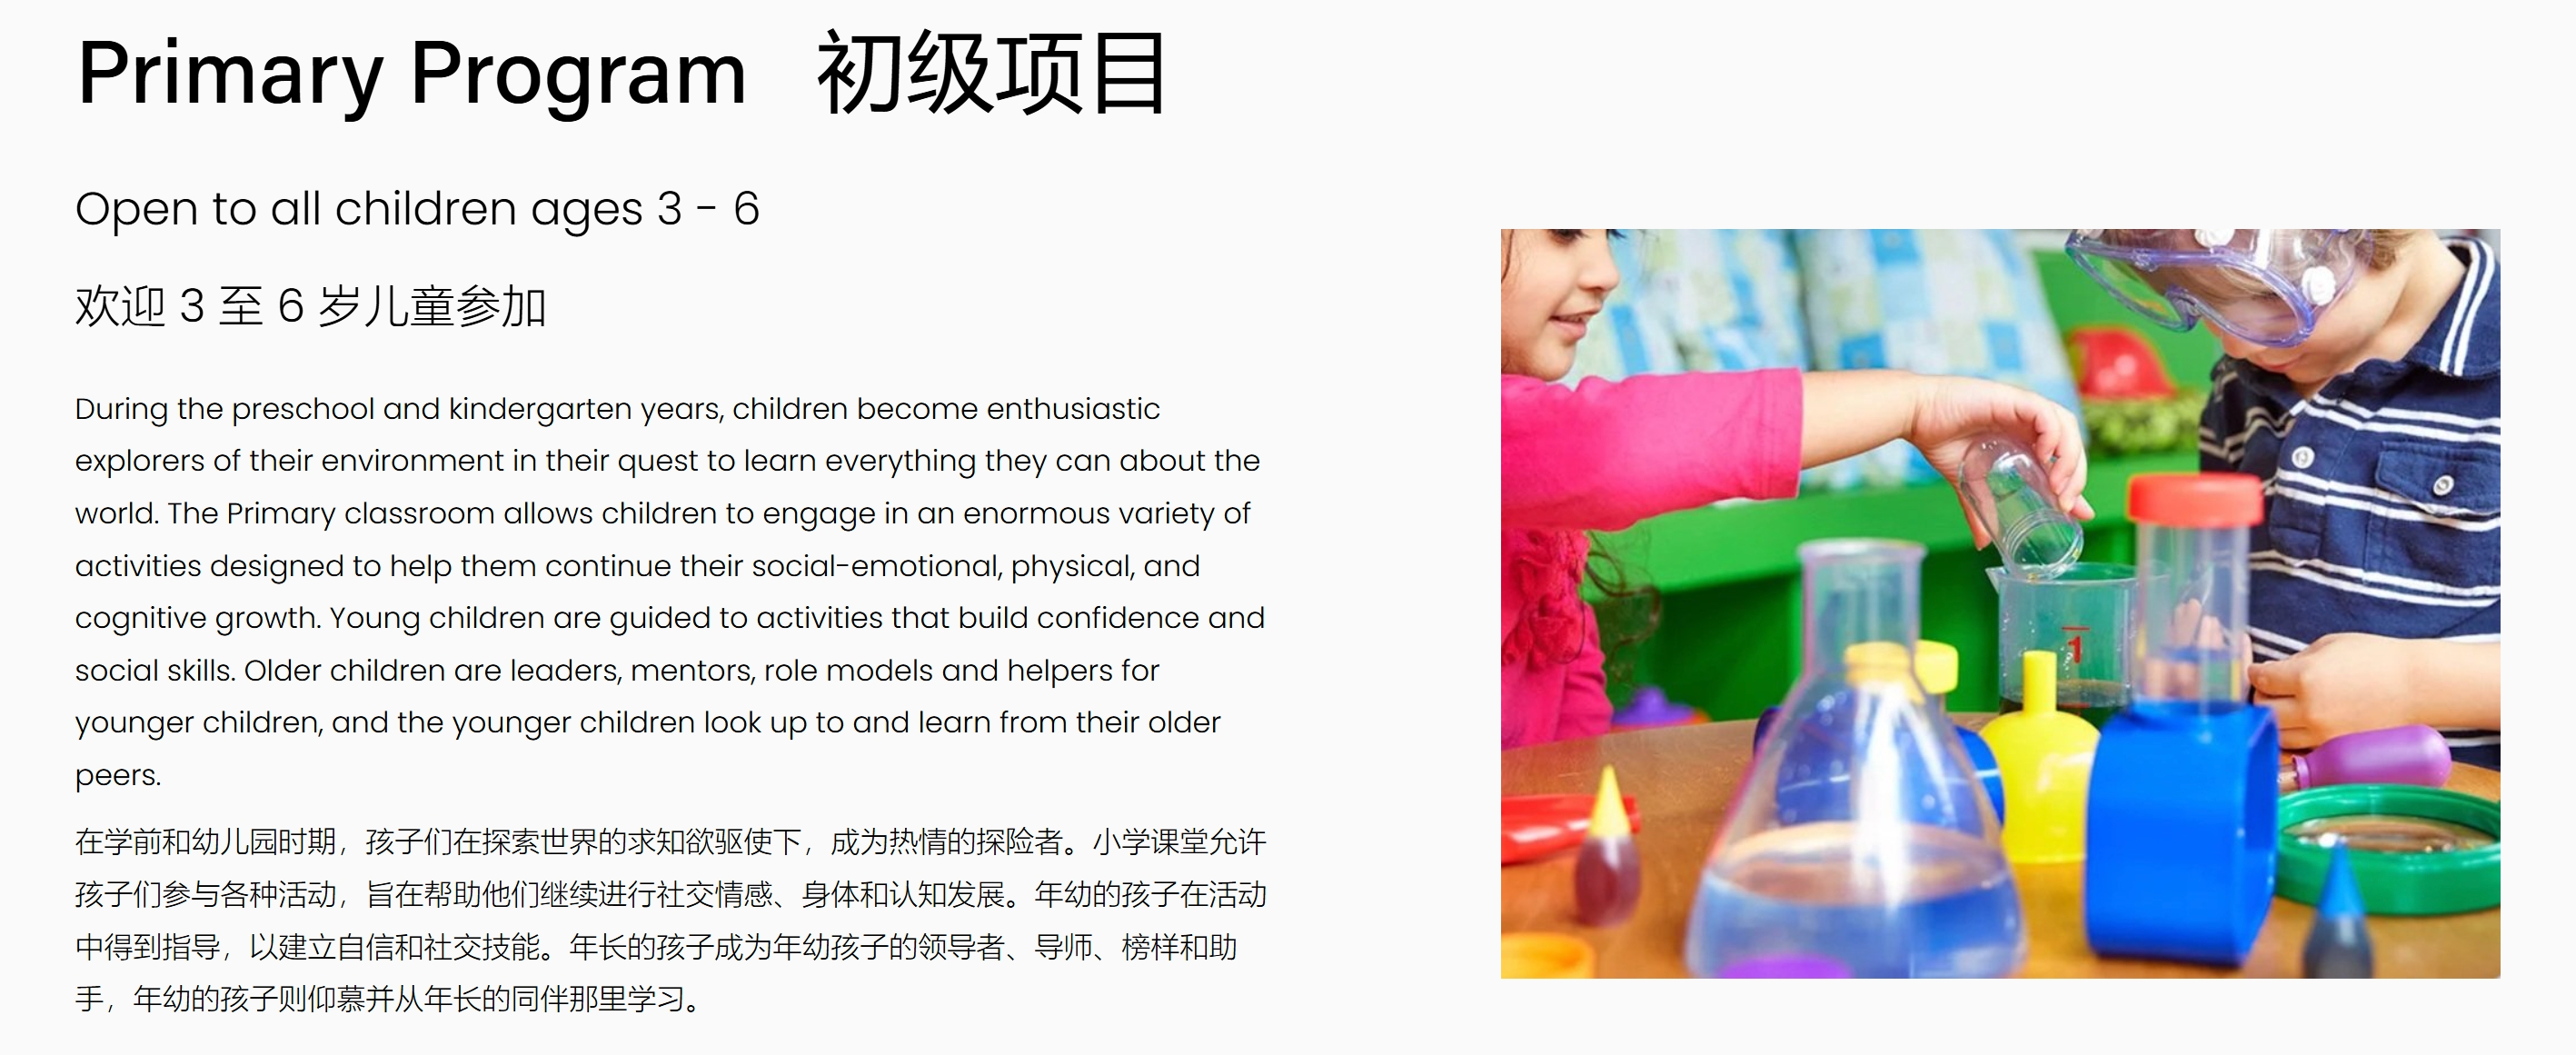 Primary Program 初级项目
Open to all children ages 3 - 6
欢迎 3 至 6 岁儿童参加
During the preschool and kindergarten years, children become enthusiastic
explorers of their environment in their quest to learn everything they can about the
world. The Primary classroom allows children to engage in an enormous variety of
activities designed to help them continue their social-emotional, physical, and
cognitive growth. Young children are guided to activities that build confidence and
social skills. Older children are leaders, mentors, role models and helpers for
younger children, and the younger children look up to and learn from their older
peers.
在学前和幼儿园时期，孩子们在探索世界的求知欲驱使下，成为热情的探险者。小学课堂允许
孩子们参与各种活动，旨在帮助他们继续进行社交情感、身体和认知发展。年幼的孩子在活动
中得到指导，以建立自信和社交技能。年长的孩子成为年幼孩子的领导者、导师、榜样和助
手，年幼的孩子则仰慕并从年长的同伴那里学习。
1